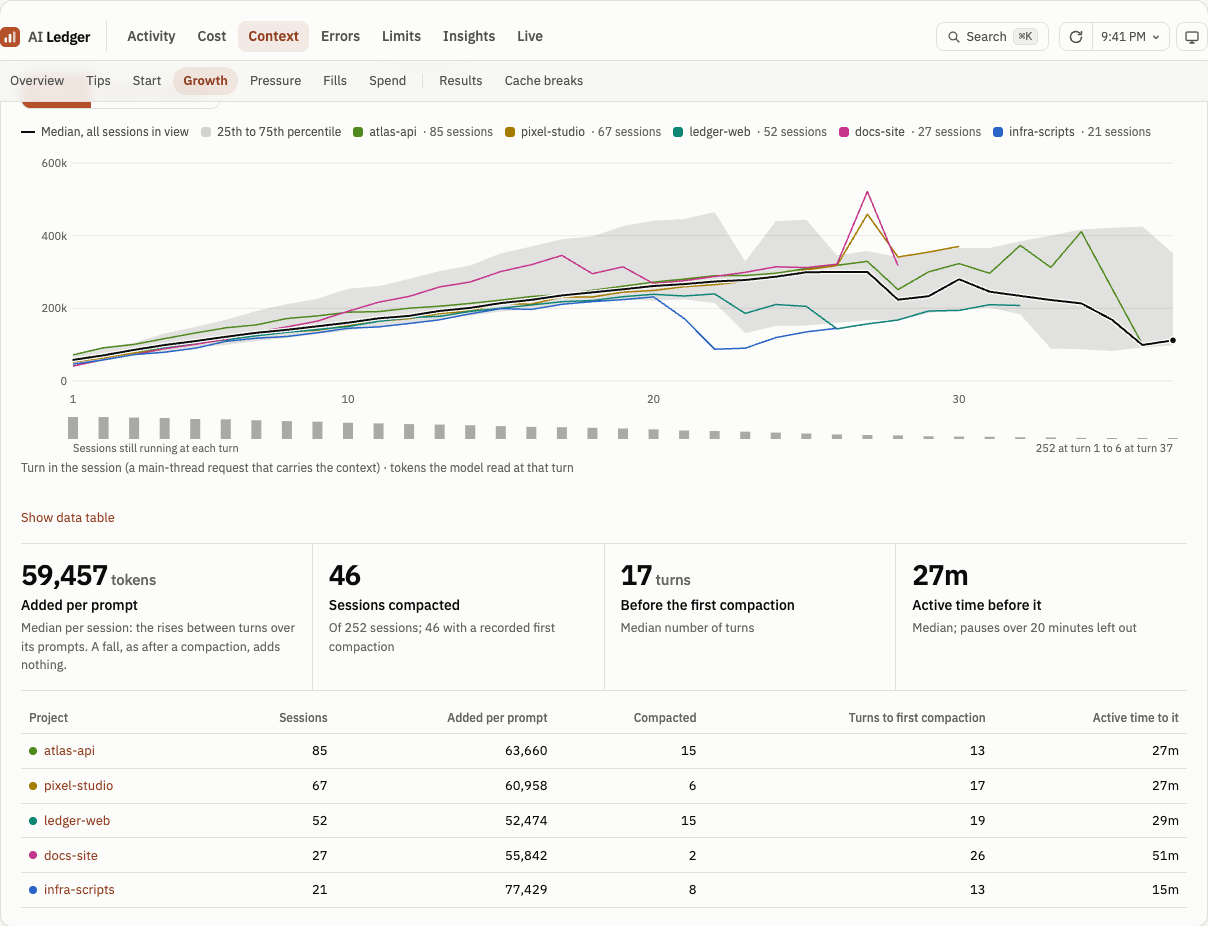 AI Ledger
Activity Cost Context Errors Limits Insights Live
Search ⌘K
9:41 PM
Overview Tips Start Growth Pressure Fills Spend Results Cache breaks
Median, all sessions in view 25th to 75th percentile atlas-api · 85 sessions pixel-studio · 67 sessions ledger-web · 52 sessions docs-site · 27 sessions infra-scripts · 21 sessions
600k
400k
200k
0
1 10 20 30
Sessions still running at each turn 252 at turn 1 to 6 at turn 37
Turn in the session (a main-thread request that carries the context) · tokens the model read at that turn
Show data table
59,457 tokens
Added per prompt
Median per session: the rises between turns over
its prompts. A fall, as after a compaction, adds
nothing.
46
Sessions compacted
Of 252 sessions; 46 with a recorded first
compaction
17 turns
Before the first compaction
Median number of turns
27m
Active time before it
Median; pauses over 20 minutes left out
Project Sessions Added per prompt Compacted Turns to first compaction Active time to it
atlas-api 85 63,660 15 13 27m
pixel-studio 67 60,958 6 17 27m
ledger-web 52 52,474 15 19 29m
docs-site 27 55,842 2 26 51m
infra-scripts 21 77,429 8 13 15m